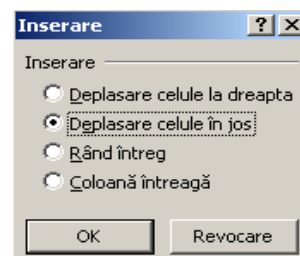 Inserare
Inserare
Deplasare celule la dreapta
Deplasare celule în jos
Rând întreg
Coloană întreagă
OK Revocare